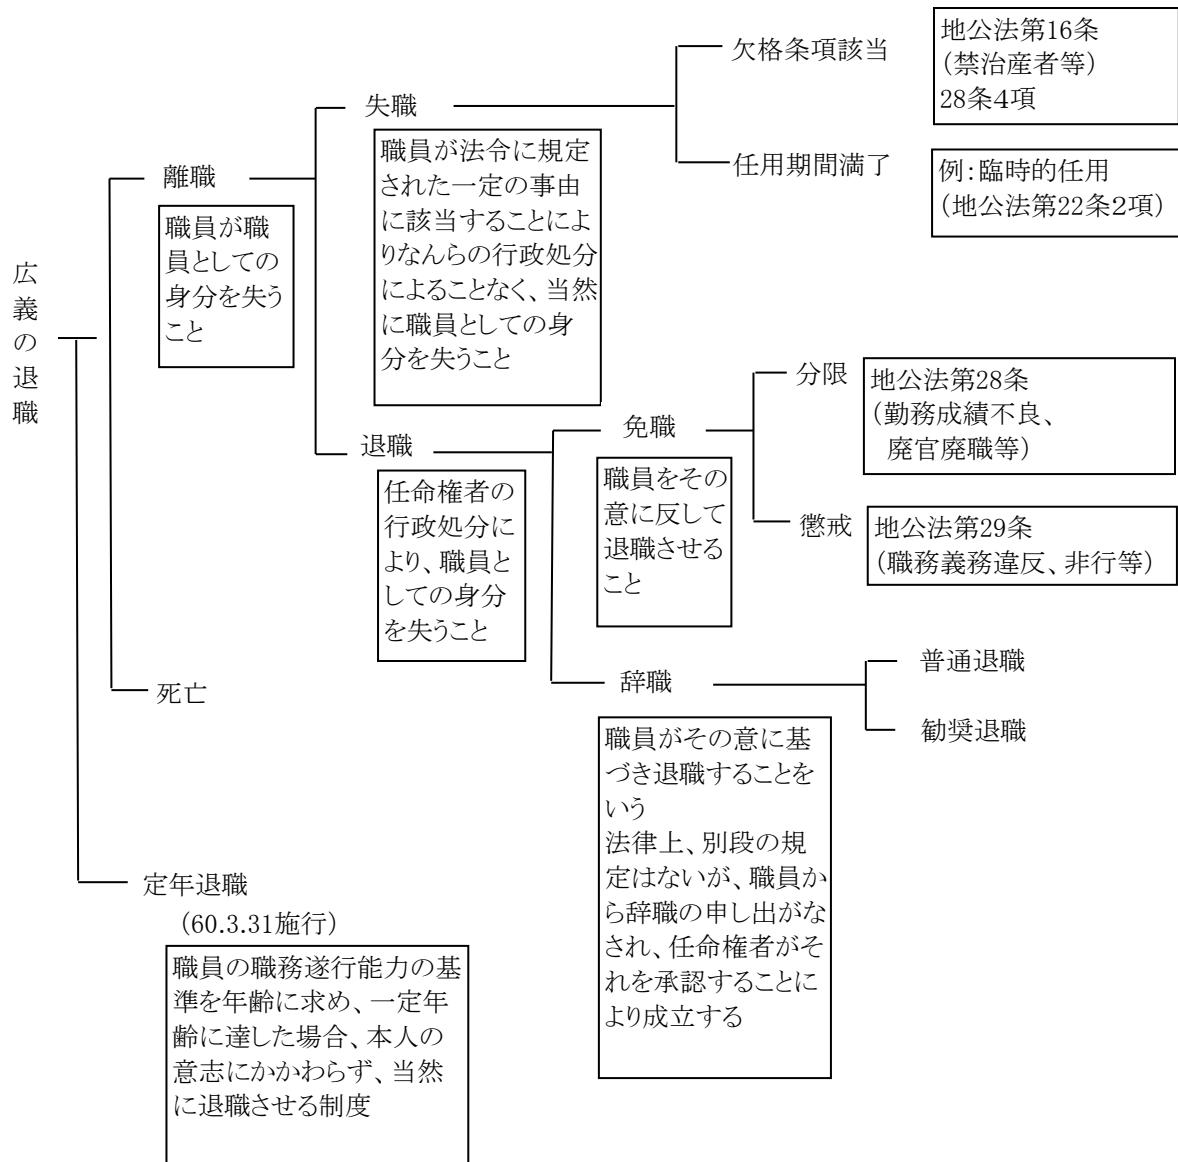 広義の退職
離職
職員が職
員としての
身分を失う
こと
失職
職員が法令に規定
された一定の事由
に該当することによ
りなんらの行政処分
によることなく、当然
に職員としての身
分を失うこと
欠格条項該当
地公法第16条
(禁治産者等)
28条4項
任用期間満了
例:臨時的任用
(地公法第22条2項)
退職
任命権者の
行政処分に
より、職員と
しての身分
を失うこと
免職
職員をその
意に反して
退職させる
こと
分限
地公法第28条
(勤務成績不良、
廃官廃職等)
懲戒
地公法第29条
(職務義務違反、非行等)
辞職
職員がその意に基
づき退職することを
いう
法律上、別段の規
定はないが、職員か
ら辞職の申し出がな
され、任命権者がそ
れを承認することに
より成立する
普通退職
勧奨退職
死亡
定年退職
(60.3.31施行)
職員の職務遂行能力の基
準を年齢に求め、一定年
齢に達した場合、本人の
意志にかかわらず、当然
に退職させる制度